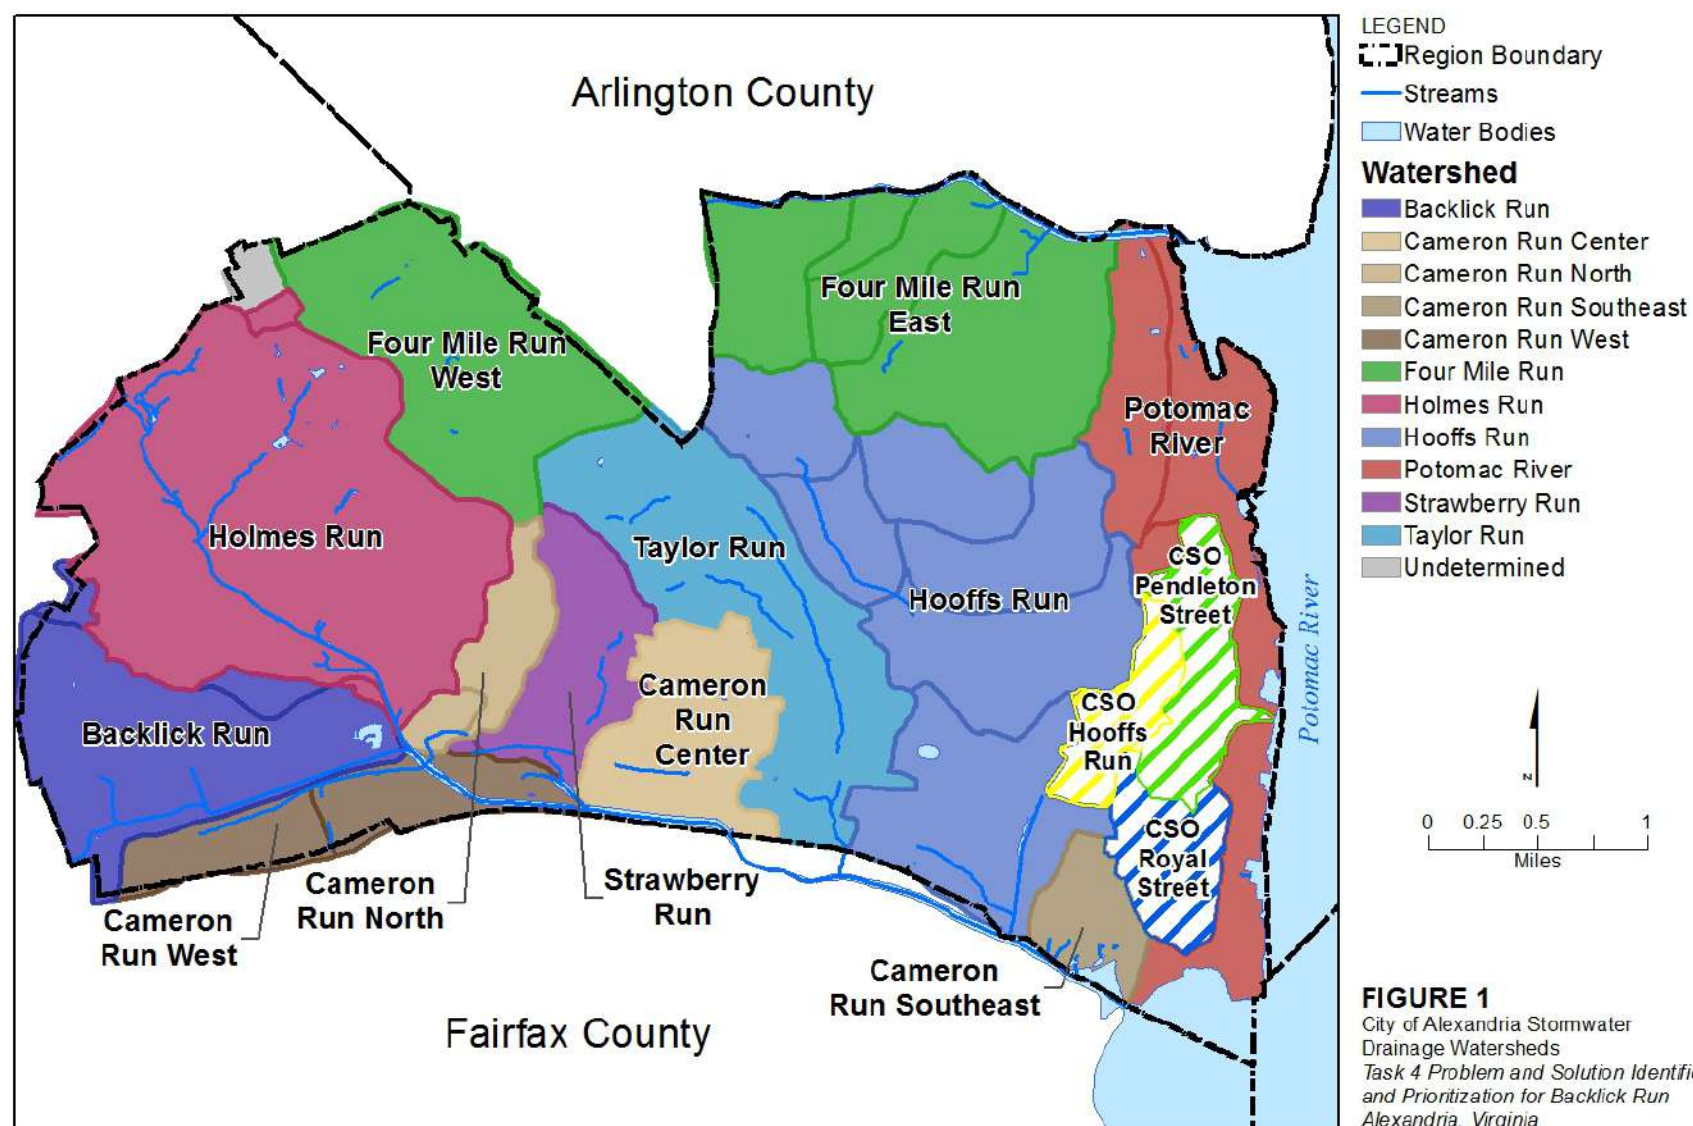 Arlington County
Four Mile Run
East
Four Mile Run
West
Potomac
River
Holmes Run
Taylor Run
Hooffs Run
CSO
Pendleton
Street
Cameron
Run
Center
CSO
Hooffs
Run
Backlick Run
CSO
Royal
Street
Cameron
Run West
Cameron
Run North
Strawberry
Run
Cameron
Run Southeast
Fairfax County
Potomac River
LEGEND
Region Boundary
Streams
Water Bodies
Watershed
Backlick Run
Cameron Run Center
Cameron Run North
Cameron Run Southeast
Cameron Run West
Four Mile Run
Holmes Run
Hooffs Run
Potomac River
Strawberry Run
Taylor Run
Undetermined
N
0 0.25 0.5 1
Miles
FIGURE 1
City of Alexandria Stormwater
Drainage Watersheds
Task 4 Problem and Solution Identific
and Prioritization for Backlick Run
Alexandria, Virginia